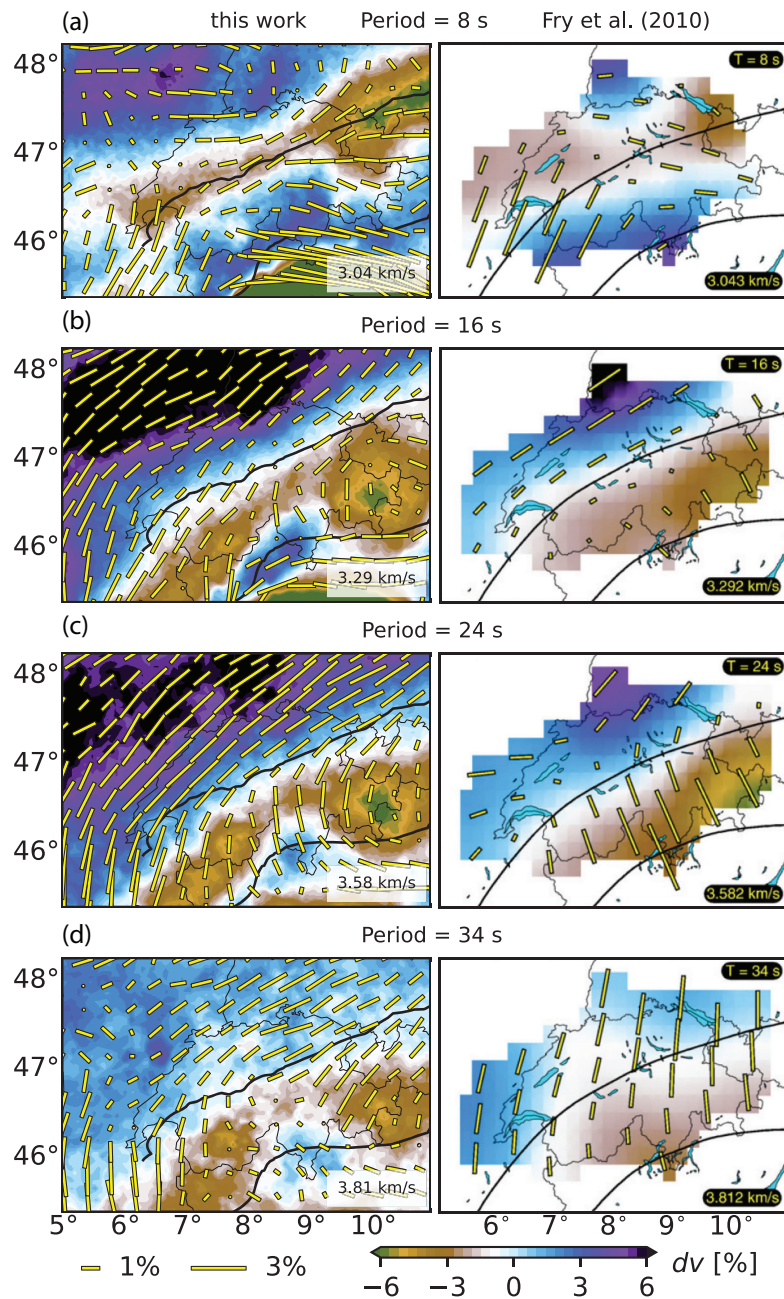 (a) this work Period = 8 s Fry et al. (2010)
48°
47°
46°
3.04 km/s
T = 8 s
3.043 km/s
(b) Period = 16 s
48°
47°
46°
3.29 km/s
T = 16 s
3.292 km/s
(c) Period = 24 s
48°
47°
46°
3.58 km/s
T = 24 s
3.582 km/s
(d) Period = 34 s
48°
47°
46°
3.81 km/s
T = 34 s
3.812 km/s
5° 6° 7° 8° 9° 10° 6° 7° 8° 9° 10°
1% 3% −6 −3 0 3 6 dv [%]